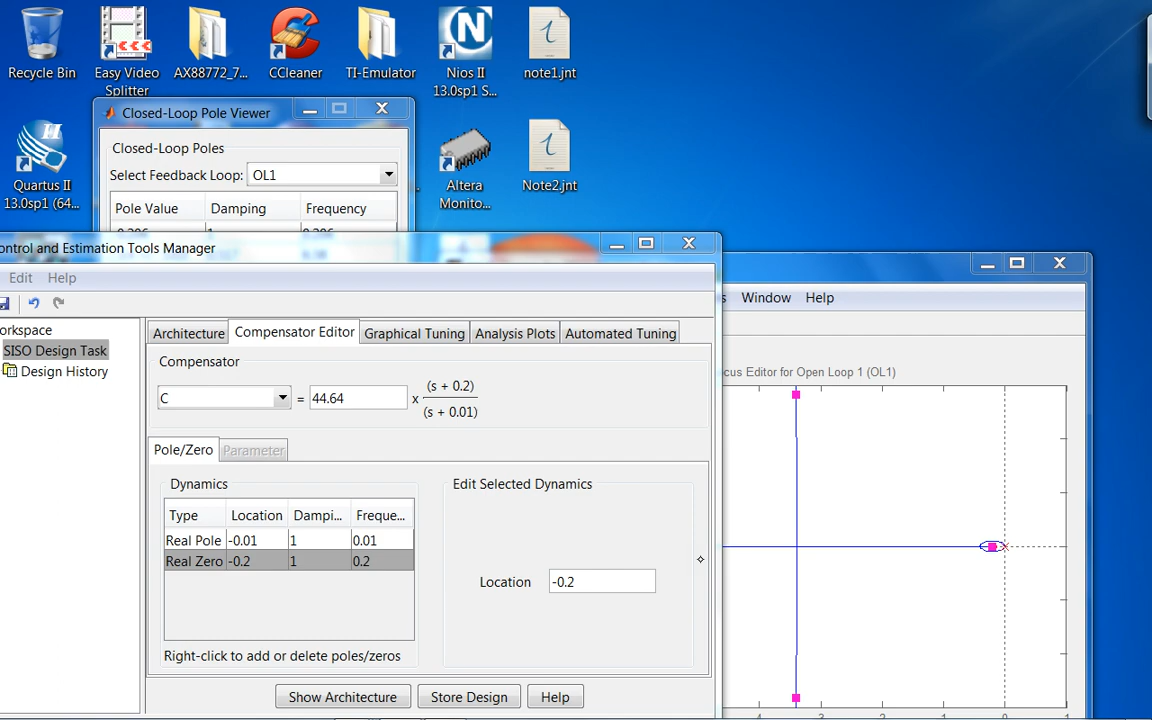 Recycle Bin
Easy Video Splitter
AX88772_7...
CCleaner
TI-Emulator
Nios II 13.0sp1 S...
note1.jnt
Quartus II 13.0sp1 (64...
Altera Monito...
Note2.jnt
Closed-Loop Pole Viewer
Closed-Loop Poles
Select Feedback Loop: OL1
Pole Value Damping Frequency
ontrol and Estimation Tools Manager
Edit Help
orkspace
SISO Design Task
Design History
Architecture Compensator Editor Graphical Tuning Analysis Plots Automated Tuning
Compensator
C = 44.64 x (s + 0.2)
(s + 0.01)
Pole/Zero Parameter
Dynamics
Type Location Dampi... Freque...
Real Pole -0.01 1 0.01
Real Zero -0.2 1 0.2
Right-click to add or delete poles/zeros
Edit Selected Dynamics
Location -0.2
Show Architecture Store Design Help
s Window Help
cus Editor for Open Loop 1 (OL1)